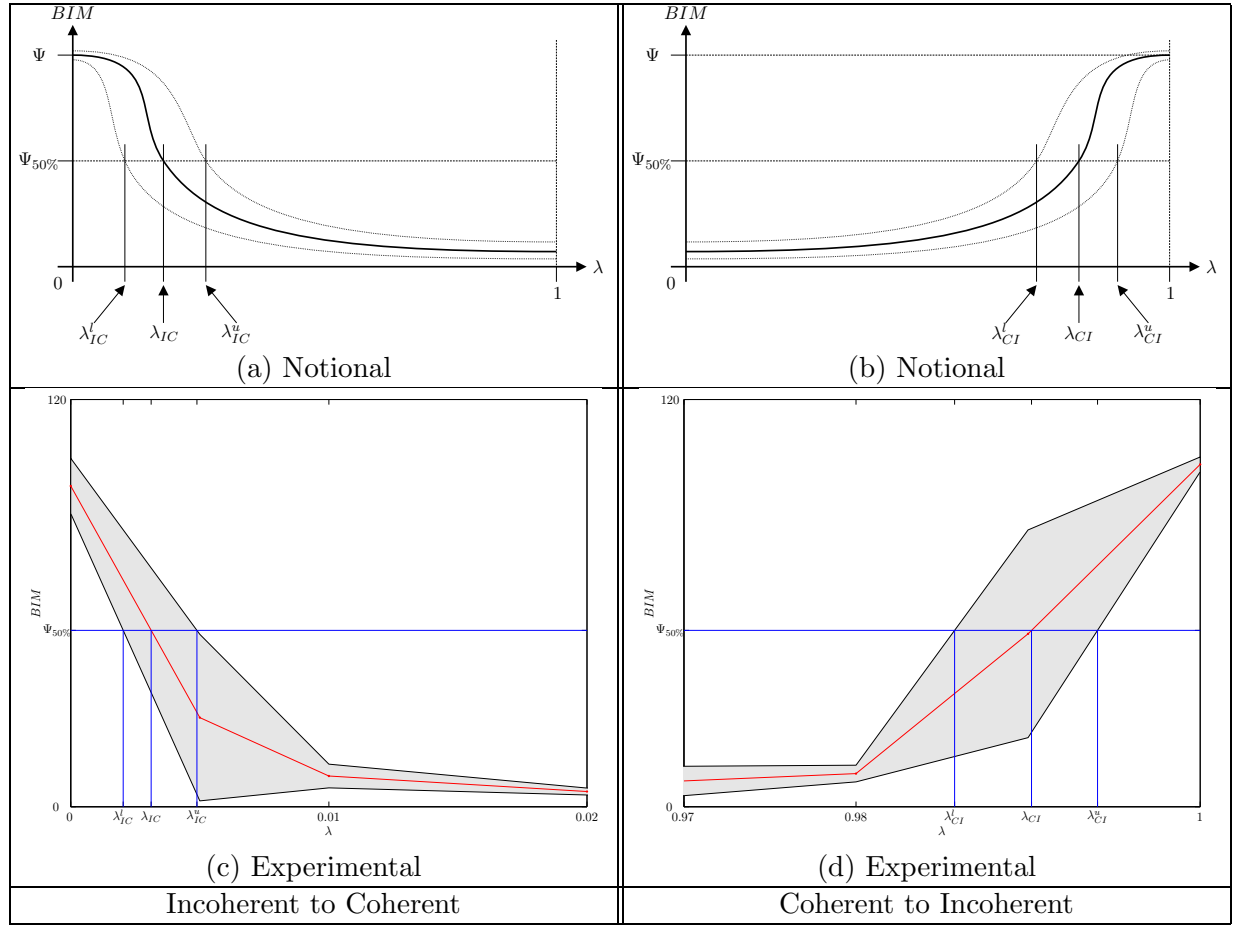 BIM
Ψ
Ψ50%
0
1
λ
λ^l_IC
λ_IC
λ^u_IC
(a) Notional
BIM
Ψ
Ψ50%
0
1
λ
λ^l_CI
λ_CI
λ^u_CI
(b) Notional
120
BIM
Ψ50%
0
0
λ^l_IC
λ_IC
λ^u_IC
0.01
0.02
λ
(c) Experimental
120
BIM
Ψ50%
0
0.97
0.98
λ^l_CI
λ_CI
λ^u_CI
1
λ
(d) Experimental
Incoherent to Coherent
Coherent to Incoherent